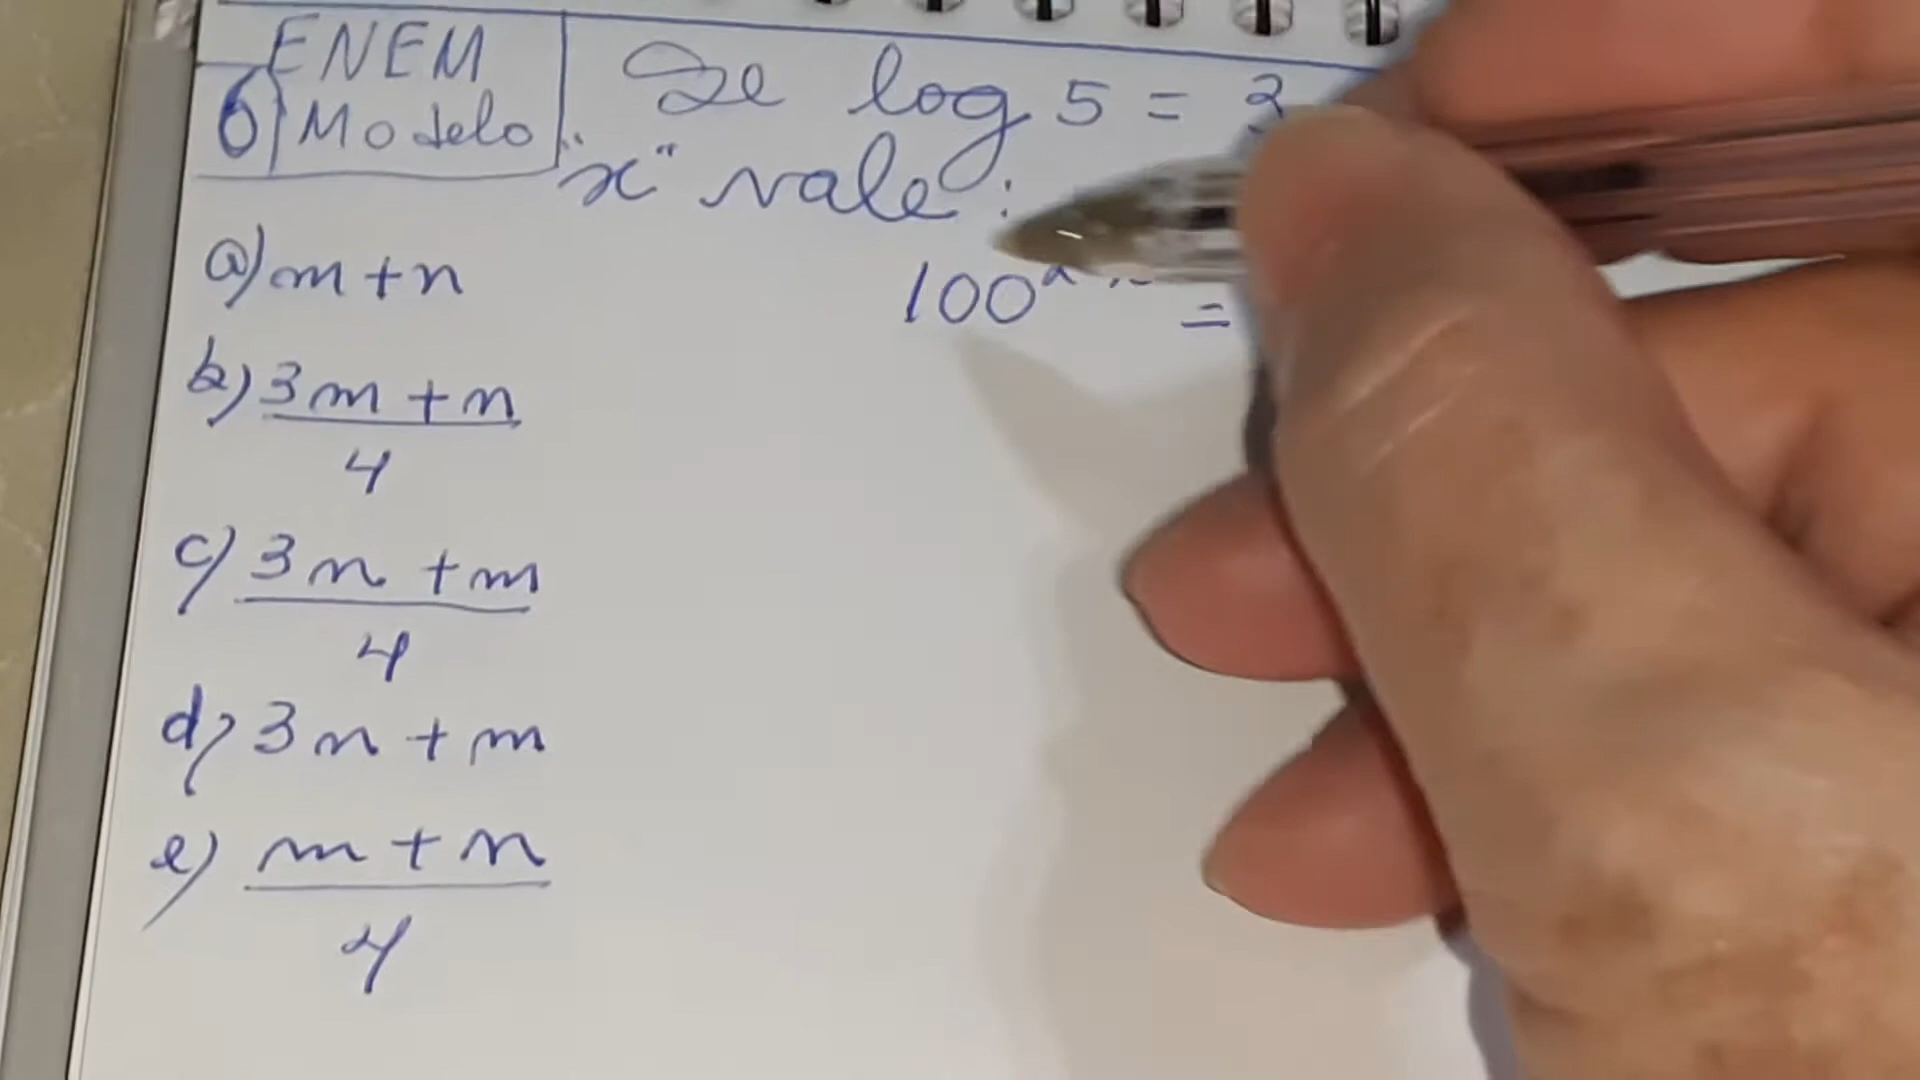 ENEM
6) Modelo
Se log 5 =
"x" vale:
100 =
a) m + n
b) 3m + n
4
c) 3n + m
4
d) 3n + m
e) m + n
4